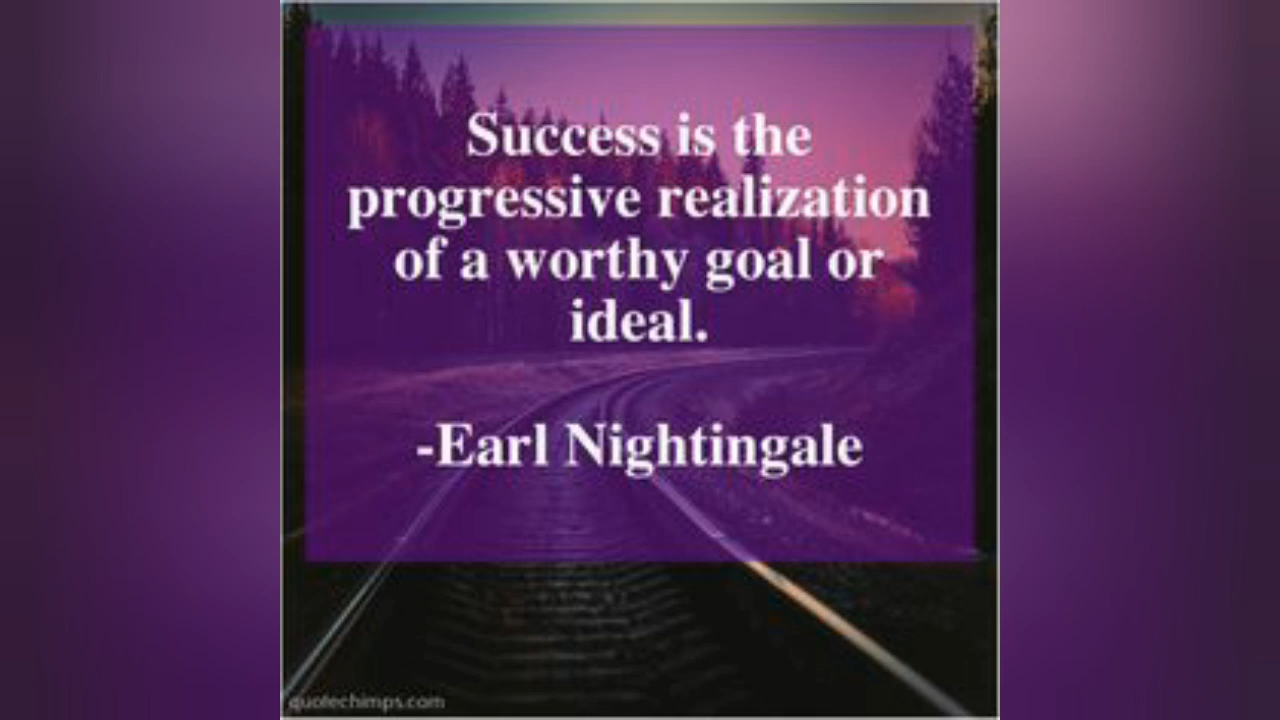 Success is the
progressive realization
of a worthy goal or
ideal.
-Earl Nightingale
quotechimps.com